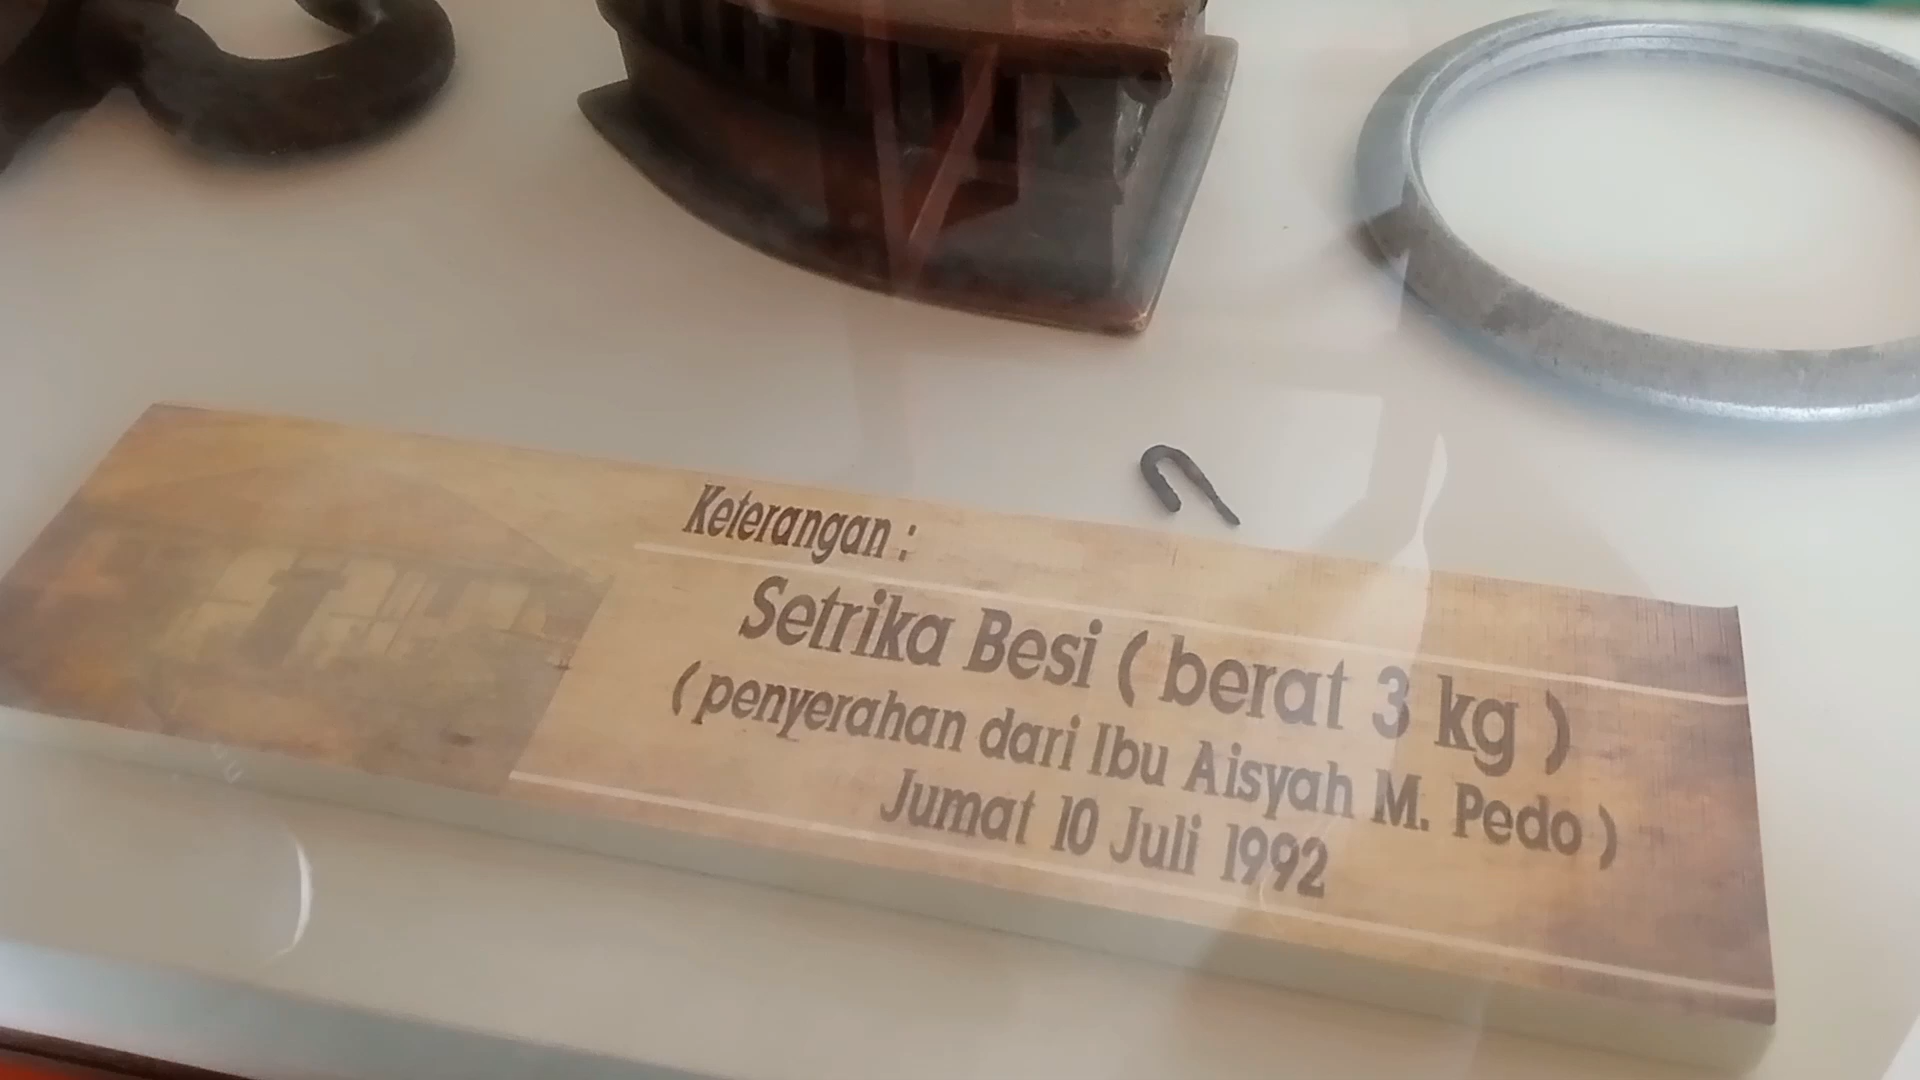 Keterangan :
Setrika Besi ( berat 3 kg )
( penyerahan dari Ibu Aisyah M. Pedo )
Jumat 10 Juli 1992